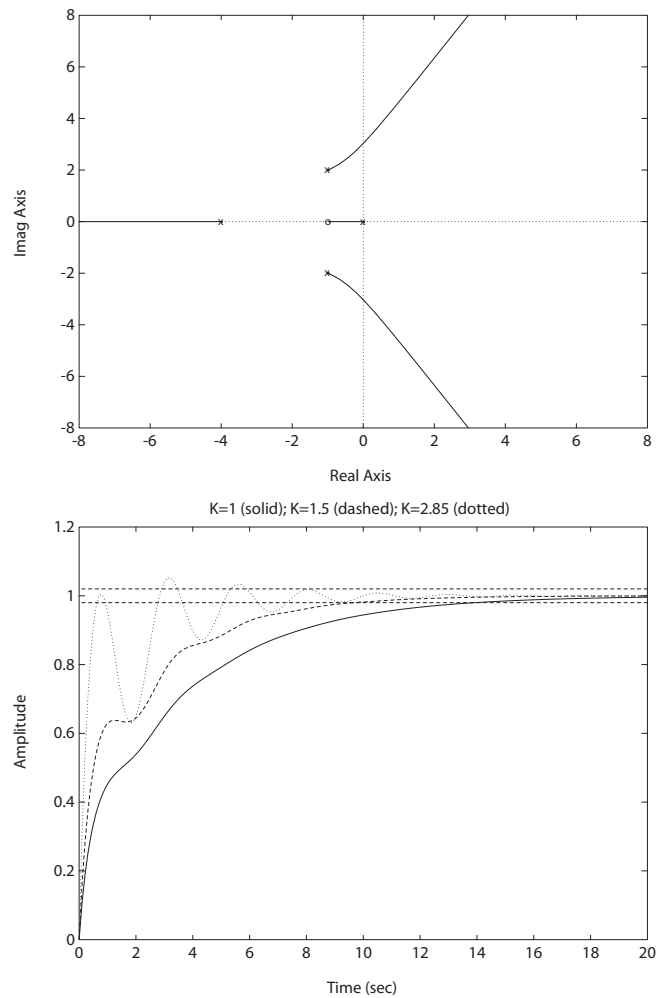 8
6
4
2
0
-2
-4
-6
-8
Imag Axis
-8 -6 -4 -2 0 2 4 6 8
Real Axis
K=1 (solid); K=1.5 (dashed); K=2.85 (dotted)
1.2
1
0.8
0.6
0.4
0.2
0
Amplitude
0 2 4 6 8 10 12 14 16 18 20
Time (sec)